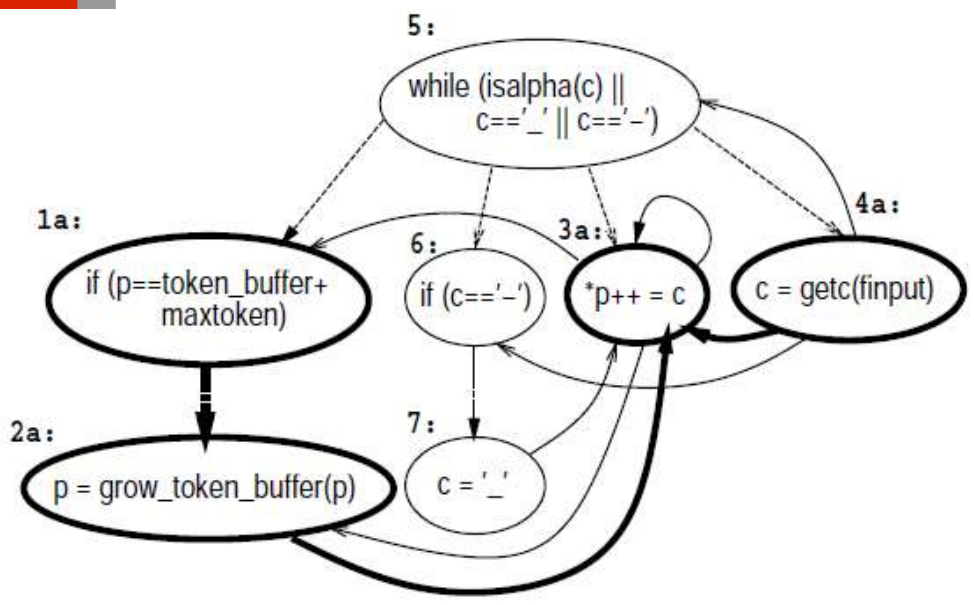 5:
while (isalpha(c) ||
c=='_' || c=='–')
1a:
if (p==token_buffer+
maxtoken)
6:
if (c=='–')
3a:
*p++ = c
4a:
c = getc(finput)
2a:
p = grow_token_buffer(p)
7:
c = '_'